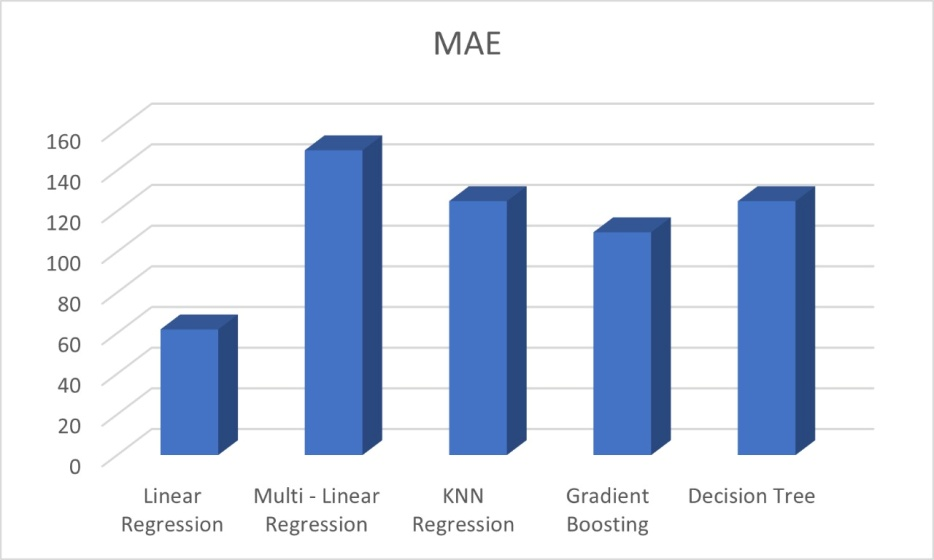 MAE
160
140
120
100
80
60
40
20
0
Linear
Regression
Multi - Linear
Regression
KNN
Regression
Gradient
Boosting
Decision Tree